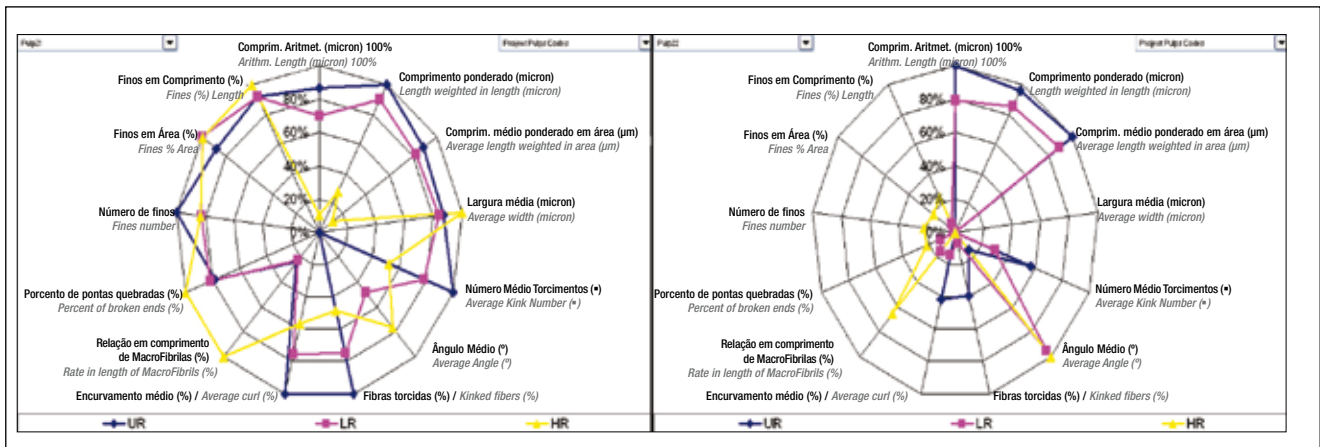 Pulp21
Project Pulps Codes
Comprim. Aritmet. (micron) 100%
Arithm. Length (micron) 100%
Comprimento ponderado (micron)
Length weighted in length (micron)
Comprim. médio ponderado em área (µm)
Average length weighted in area (µm)
Largura média (micron)
Average width (micron)
Número Médio Torcimentos (▪)
Average Kink Number (▪)
Ângulo Médio (º)
Average Angle (º)
Fibras torcidas (%) / Kinked fibers (%)
Encurvamento médio (%) / Average curl (%)
Relação em comprimento
de MacroFibrilas (%)
Rate in length of MacroFibrils (%)
Porcento de pontas quebradas (%)
Percent of broken ends (%)
Número de finos
Fines number
Finos em Área (%)
Fines % Area
Finos em Comprimento (%)
Fines (%) Length
80%
60%
40%
20%
0%
UR LR HR
Pulp22
Project Pulps Codes
Comprim. Aritmet. (micron) 100%
Arithm. Length (micron) 100%
Comprimento ponderado (micron)
Length weighted in length (micron)
Comprim. médio ponderado em área (µm)
Average length weighted in area (µm)
Largura média (micron)
Average width (micron)
Número Médio Torcimentos (▪)
Average Kink Number (▪)
Ângulo Médio (º)
Average Angle (º)
Fibras torcidas (%) / Kinked fibers (%)
Encurvamento médio (%) / Average curl (%)
Relação em comprimento
de MacroFibrilas (%)
Rate in length of MacroFibrils (%)
Porcento de pontas quebradas (%)
Percent of broken ends (%)
Número de finos
Fines number
Finos em Área (%)
Fines % Area
Finos em Comprimento (%)
Fines (%) Length
80%
60%
40%
20%
0%
UR LR HR